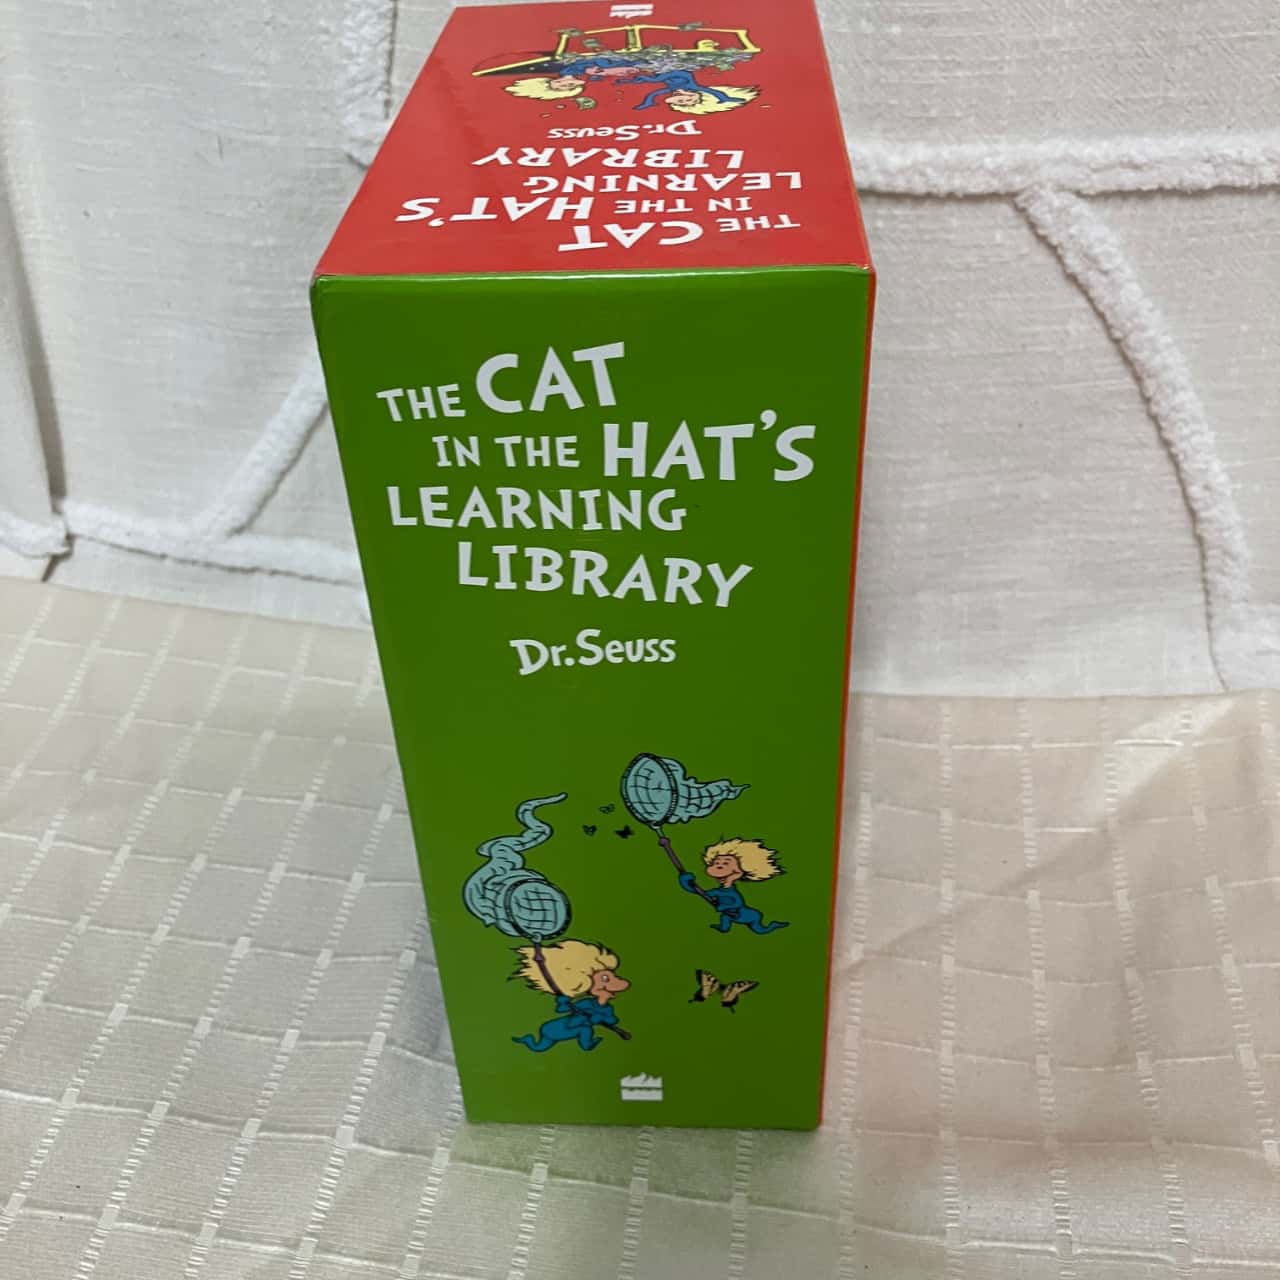 Dr. Seuss
THE CAT
IN THE HAT'S
LEARNING
LIBRARY
THE CAT
IN THE HAT'S
LEARNING
LIBRARY
Dr. Seuss